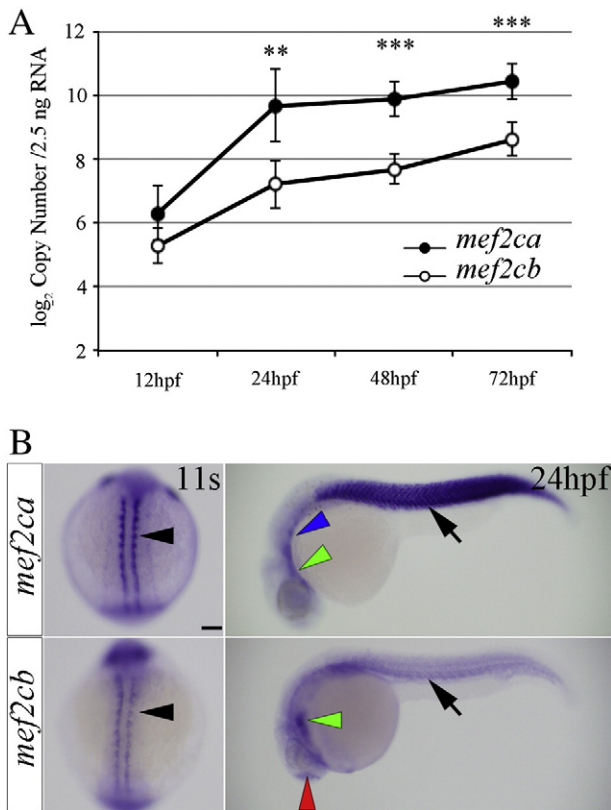 A
12
10
8
6
4
2
log2 Copy Number /2.5 ng RNA
** *** ***
mef2ca
mef2cb
12hpf 24hpf 48hpf 72hpf
B
mef2ca
11s
24hpf
mef2cb